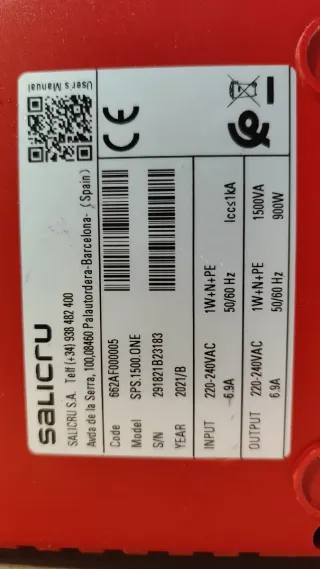 SALICRU
SALICRU S.A. Telf (+34) 938 482 400
Avda de la Serra, 100,08460 Palautordera-Barcelona- (Spain)
User's Manual
Code 662AF000005
Model SPS.1500.ONE
S/N 291821B23183
YEAR 2021/B
CE
INPUT 220-240VAC 1W+N+PE Icc≤1kA
6.9A 50/60 Hz
OUTPUT 220-240VAC 1W+N+PE 1500VA
6.9A 50/60Hz 900W